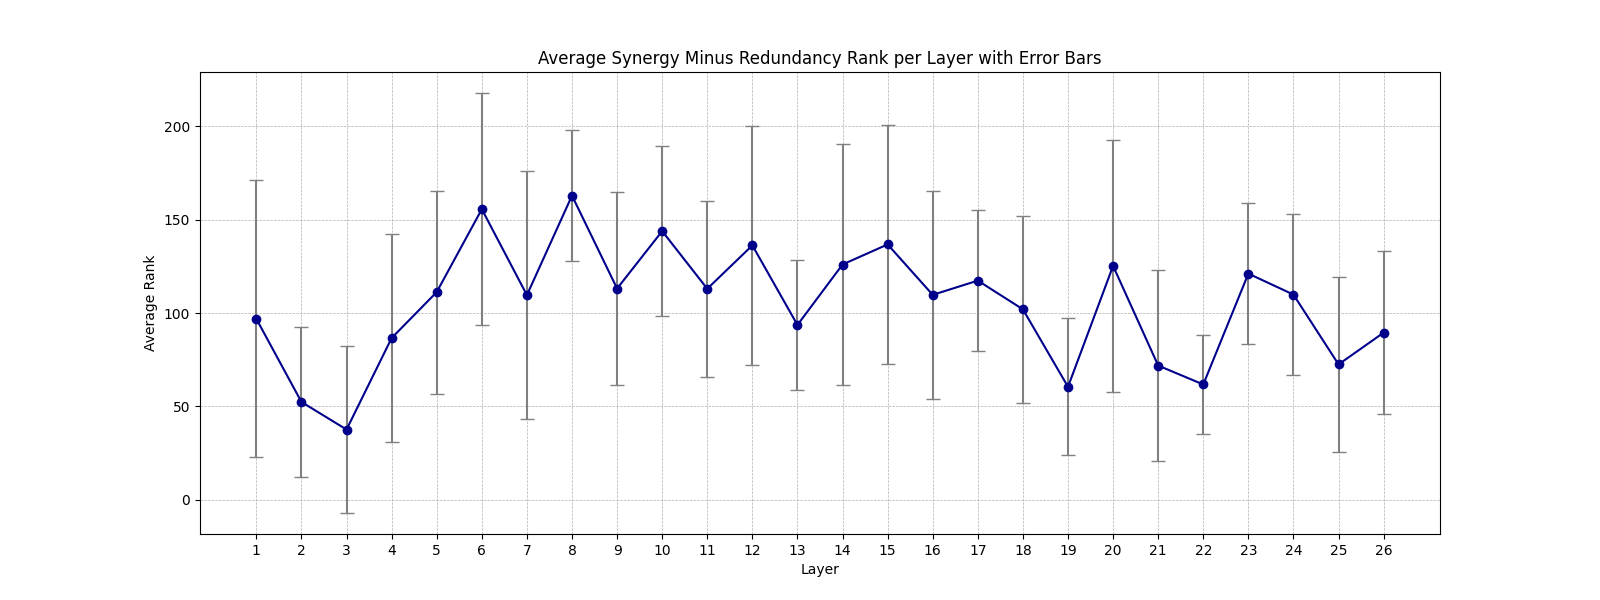 Average Synergy Minus Redundancy Rank per Layer with Error Bars
200
150
100
50
0
Average Rank
1 2 3 4 5 6 7 8 9 10 11 12 13 14 15 16 17 18 19 20 21 22 23 24 25 26
Layer